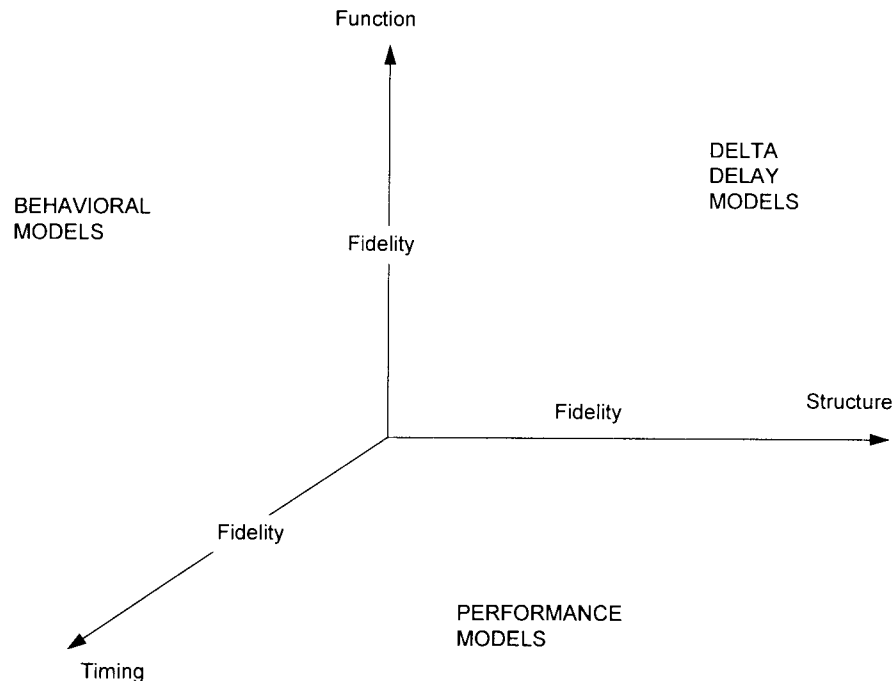 Function
DELTA
DELAY
MODELS
BEHAVIORAL
MODELS
Fidelity
Fidelity
Structure
Fidelity
PERFORMANCE
MODELS
Timing